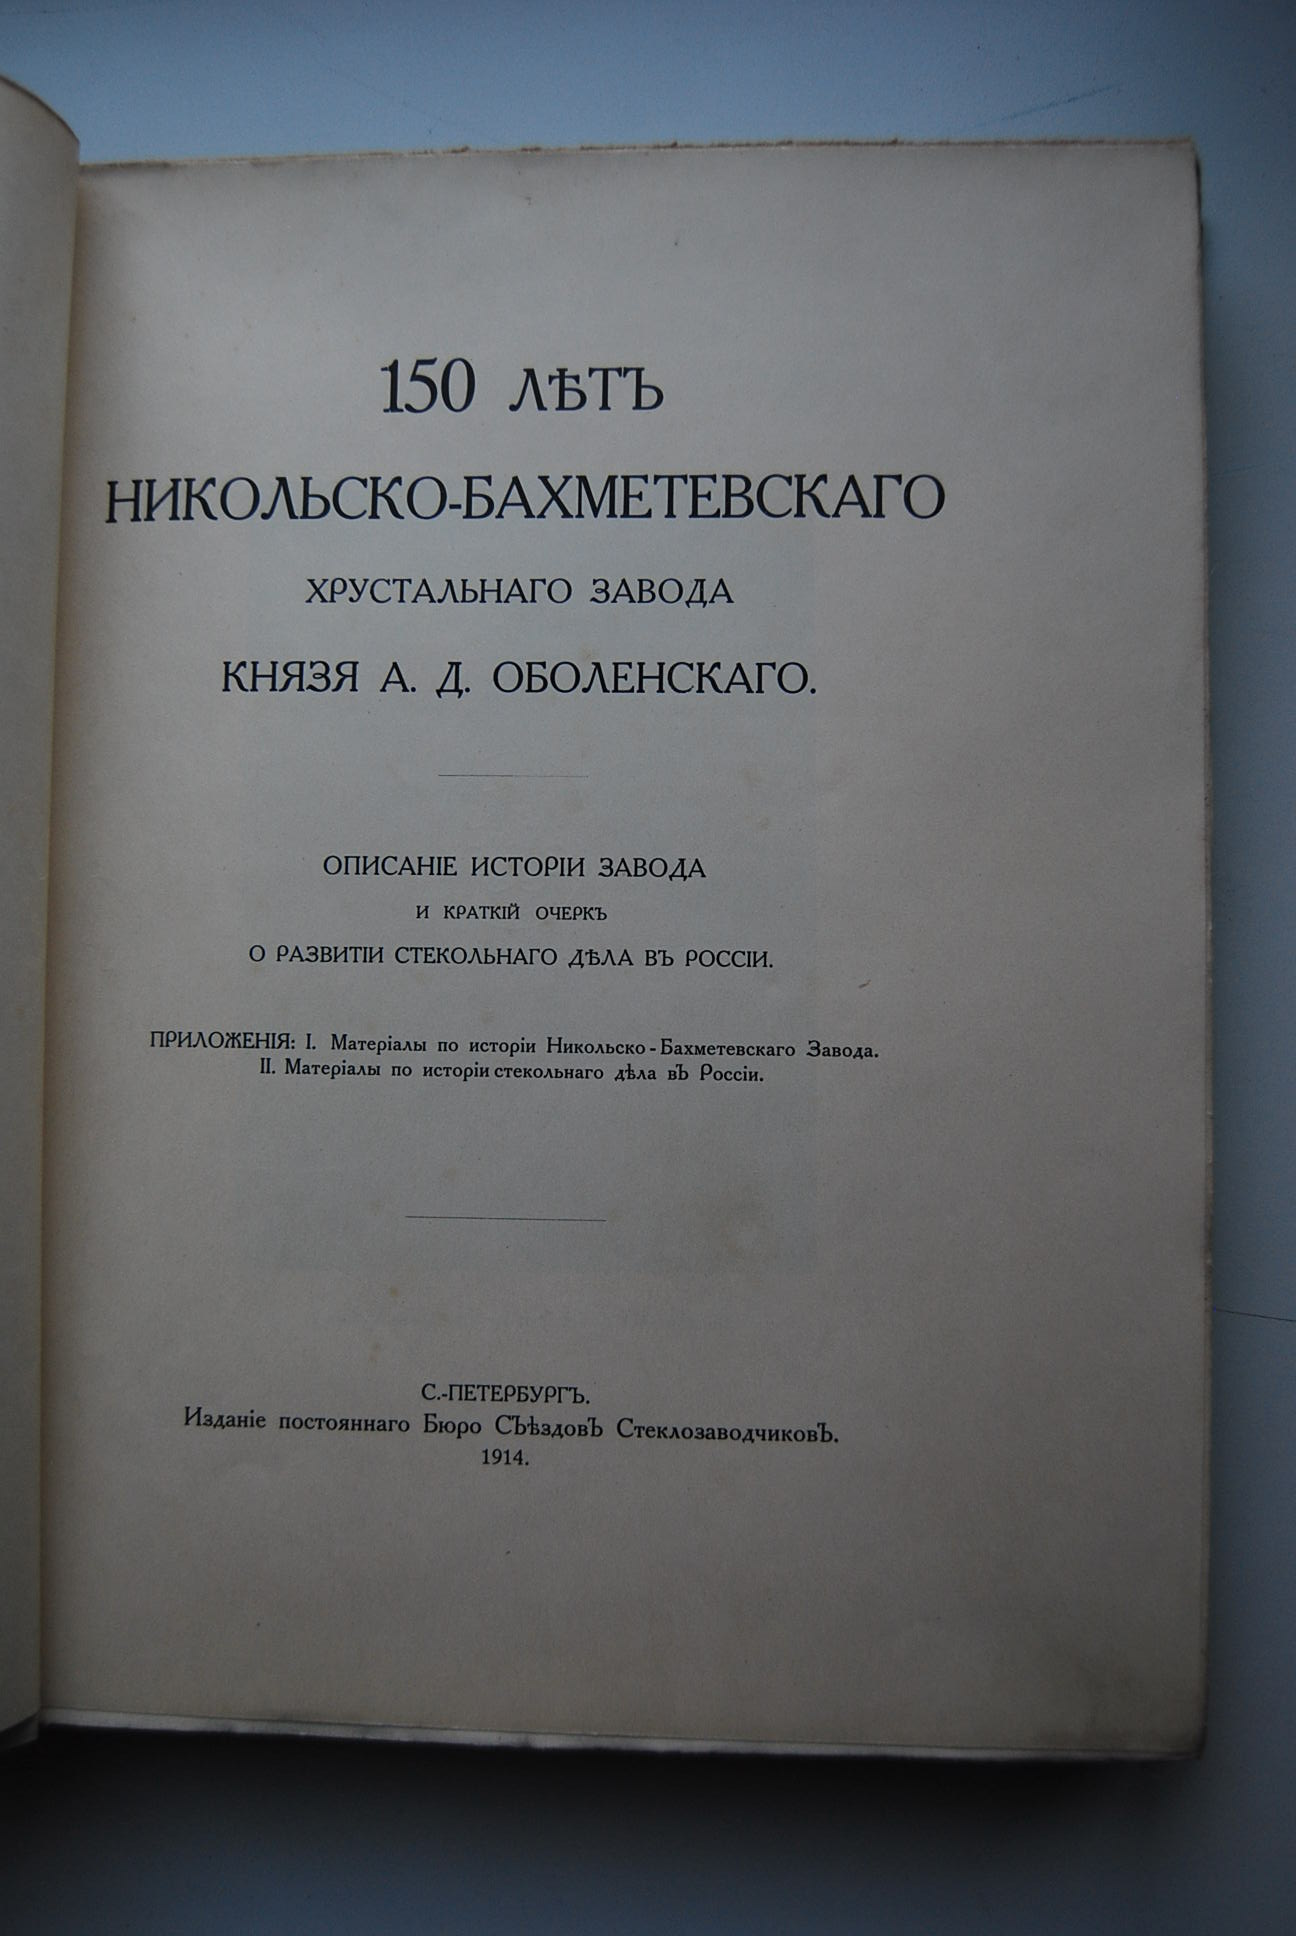 150 ЛѢТЪ
НИКОЛЬСКО-БАХМЕТЕВСКАГО
ХРУСТАЛЬНАГО ЗАВОДА
КНЯЗЯ А. Д. ОБОЛЕНСКАГО.
ОПИСАНІЕ ИСТОРІИ ЗАВОДА
И КРАТКІЙ ОЧЕРКЪ
О РАЗВИТІИ СТЕКОЛЬНАГО ДѢЛА ВЪ РОССІИ.
ПРИЛОЖЕНІЯ: I. Матеріалы по исторіи Никольско-Бахметевскаго Завода.
II. Матеріалы по исторіи стекольнаго дѣла вЪ Россіи.
С.-ПЕТЕРБУРГЪ.
Изданіе постояннаго Бюро СЪѣздовЪ СтеклозаводчиковЪ.
1914.